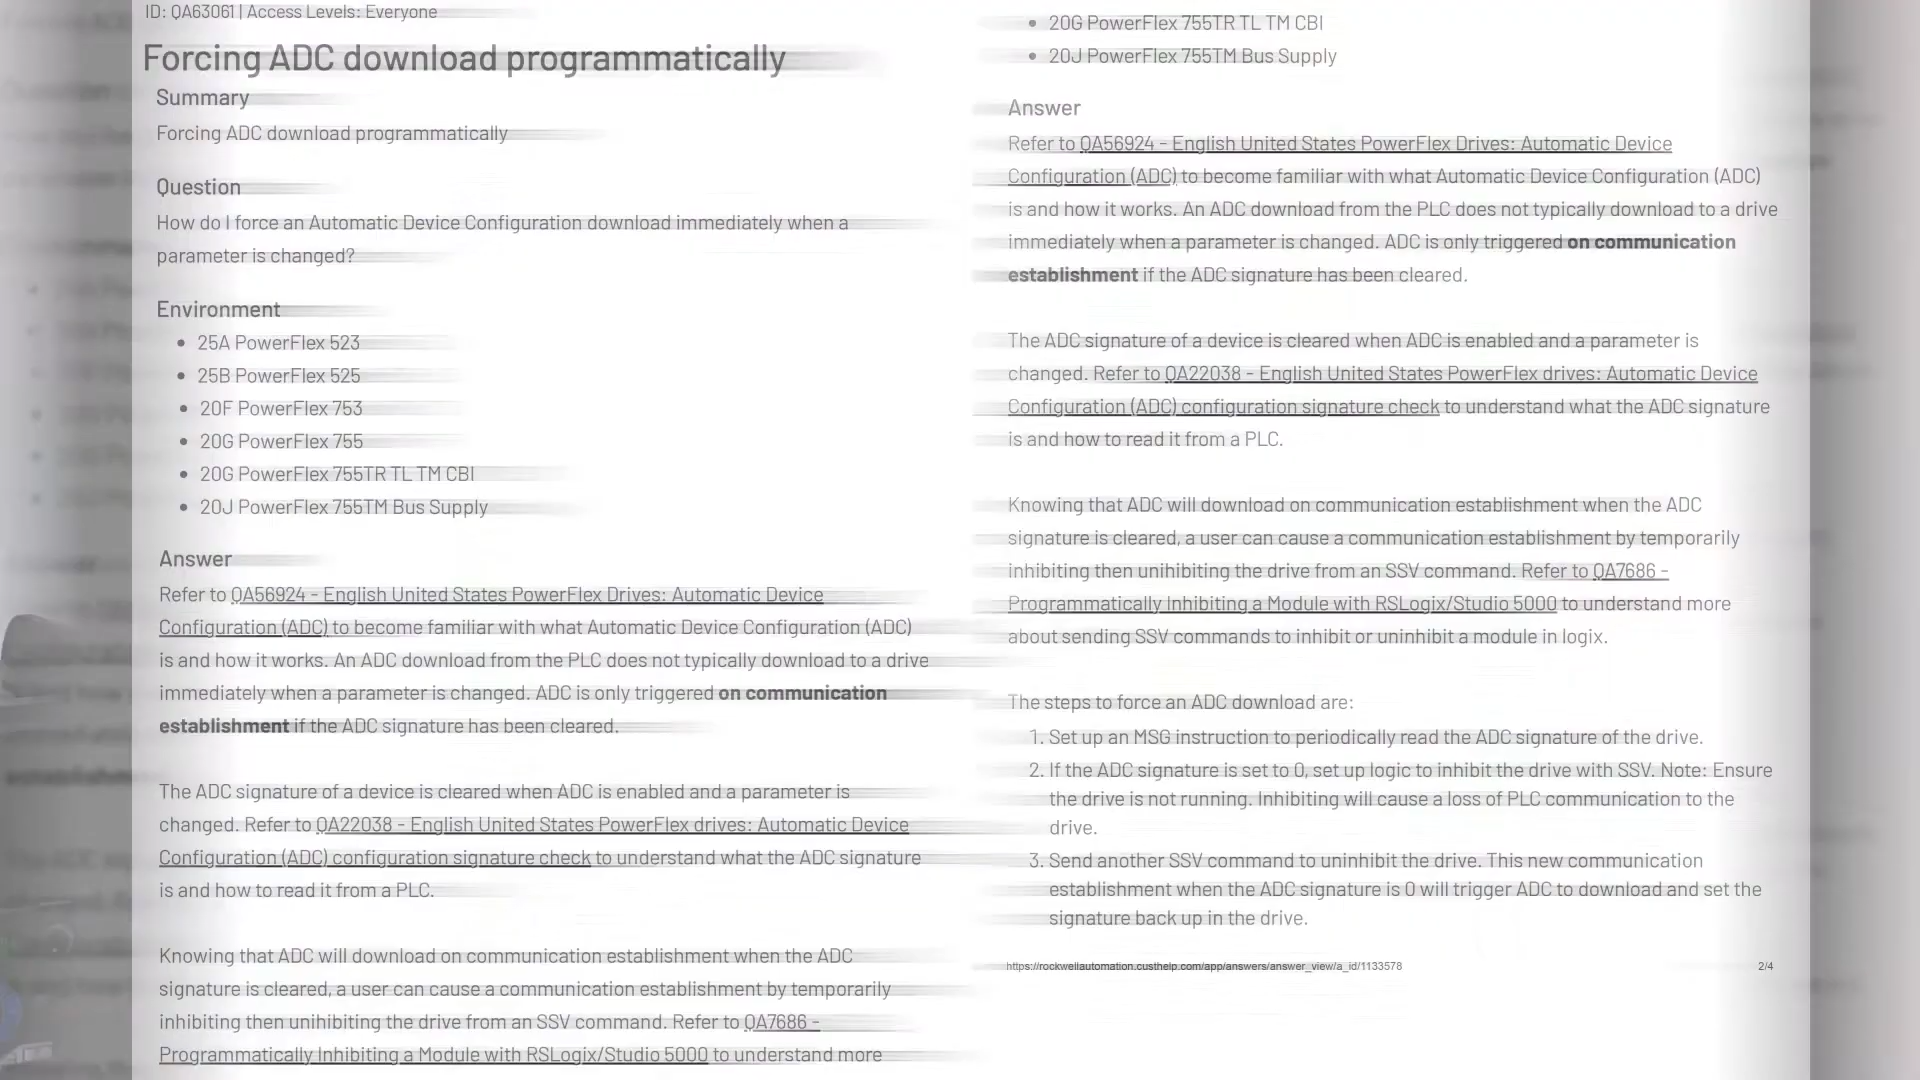 ID: QA63061 | Access Levels: Everyone
Forcing ADC download programmatically
Summary
Forcing ADC download programmatically
Question
How do I force an Automatic Device Configuration download immediately when a
parameter is changed?
Environment
• 25A PowerFlex 523
• 25B PowerFlex 525
• 20F PowerFlex 753
• 20G PowerFlex 755
• 20G PowerFlex 755TR TL TM CBI
• 20J PowerFlex 755TM Bus Supply
Answer
Refer to QA56924 - English United States PowerFlex Drives: Automatic Device
Configuration (ADC) to become familiar with what Automatic Device Configuration (ADC)
is and how it works. An ADC download from the PLC does not typically download to a drive
immediately when a parameter is changed. ADC is only triggered on communication
establishment if the ADC signature has been cleared.
The ADC signature of a device is cleared when ADC is enabled and a parameter is
changed. Refer to QA22038 - English United States PowerFlex drives: Automatic Device
Configuration (ADC) configuration signature check to understand what the ADC signature
is and how to read it from a PLC.
Knowing that ADC will download on communication establishment when the ADC
signature is cleared, a user can cause a communication establishment by temporarily
inhibiting then unihibiting the drive from an SSV command. Refer to QA7686 -
Programmatically Inhibiting a Module with RSLogix/Studio 5000 to understand more
• 20G PowerFlex 755TR TL TM CBI
• 20J PowerFlex 755TM Bus Supply
Answer
Refer to QA56924 - English United States PowerFlex Drives: Automatic Device
Configuration (ADC) to become familiar with what Automatic Device Configuration (ADC)
is and how it works. An ADC download from the PLC does not typically download to a drive
immediately when a parameter is changed. ADC is only triggered on communication
establishment if the ADC signature has been cleared.
The ADC signature of a device is cleared when ADC is enabled and a parameter is
changed. Refer to QA22038 - English United States PowerFlex drives: Automatic Device
Configuration (ADC) configuration signature check to understand what the ADC signature
is and how to read it from a PLC.
Knowing that ADC will download on communication establishment when the ADC
signature is cleared, a user can cause a communication establishment by temporarily
inhibiting then unihibiting the drive from an SSV command. Refer to QA7686 -
Programmatically Inhibiting a Module with RSLogix/Studio 5000 to understand more
about sending SSV commands to inhibit or uninhibit a module in logix.
The steps to force an ADC download are:
1. Set up an MSG instruction to periodically read the ADC signature of the drive.
2. If the ADC signature is set to 0, set up logic to inhibit the drive with SSV. Note: Ensure
the drive is not running. Inhibiting will cause a loss of PLC communication to the
drive.
3. Send another SSV command to uninhibit the drive. This new communication
establishment when the ADC signature is 0 will trigger ADC to download and set the
signature back up in the drive.
https://rockwellautomation.custhelp.com/app/answers/answer_view/a_id/1133578
2/4